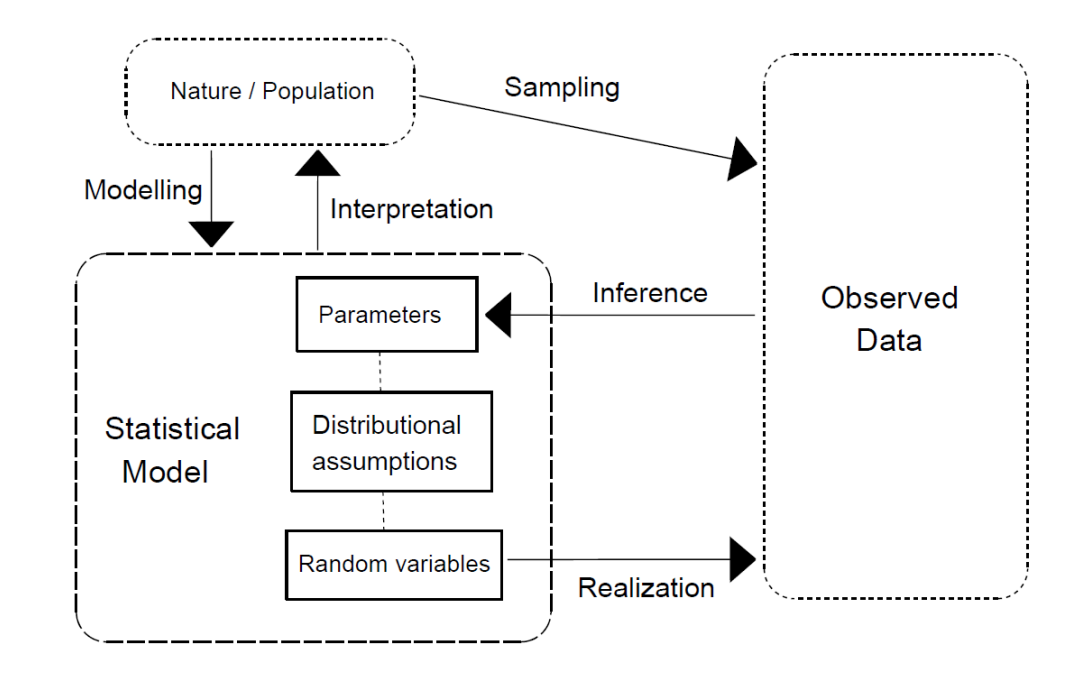 Nature / Population
Sampling
Modelling
Interpretation
Parameters
Inference
Observed
Data
Statistical
Model
Distributional
assumptions
Random variables
Realization